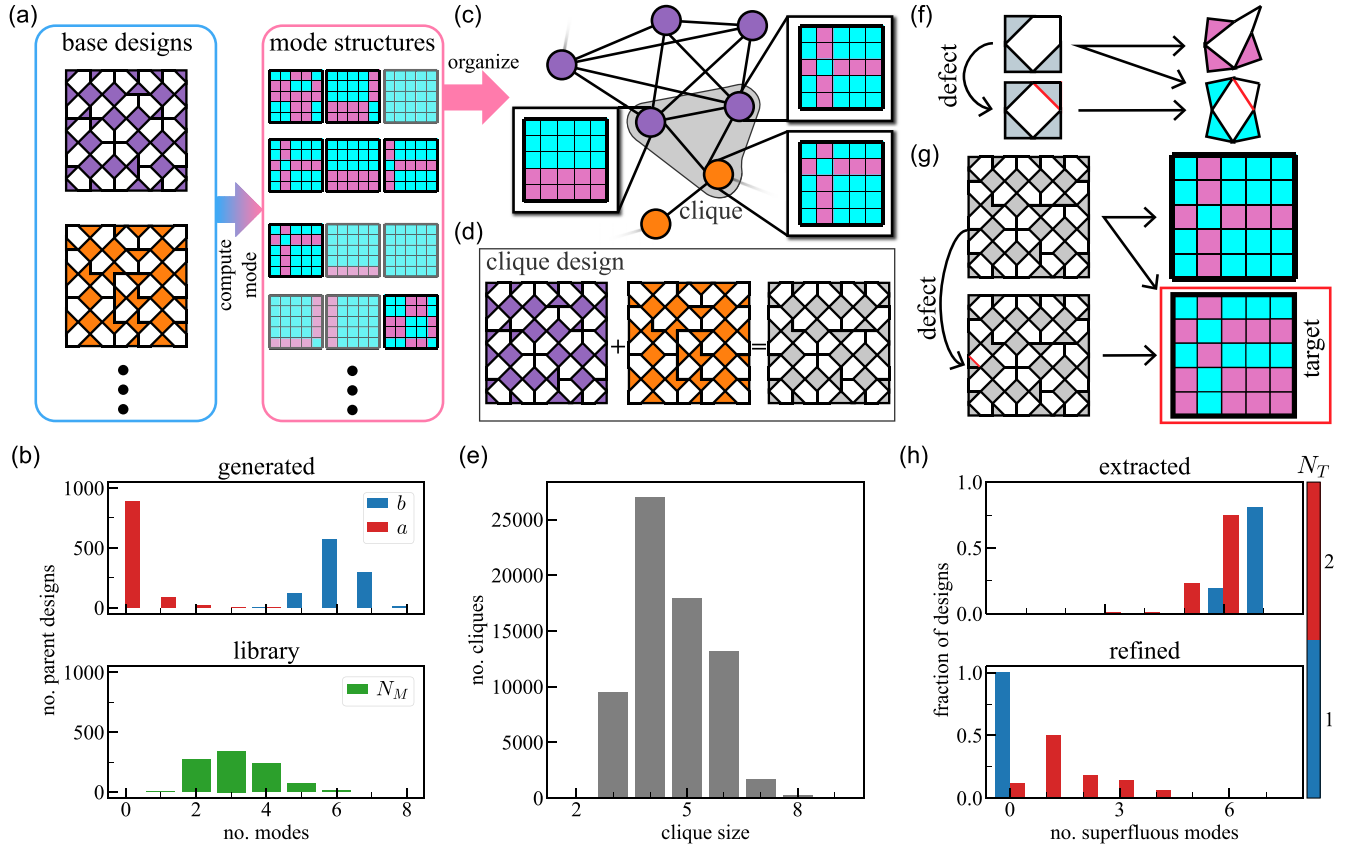 (a)
base designs
mode structures
compute
mode
organize
(c)
clique
(d)
clique design
+
=
(f)
defect
(g)
defect
target
(b)
generated
no. parent designs
1000
500
0
b
a
library
1000
500
0
N_M
0
2
4
6
8
no. modes
(e)
no. cliques
25000
20000
15000
10000
5000
0
2
5
8
clique size
(h)
extracted
fraction of designs
1.0
0.5
0.0
refined
1.0
0.5
0.0
0
3
6
no. superfluous modes
N_T
2
1